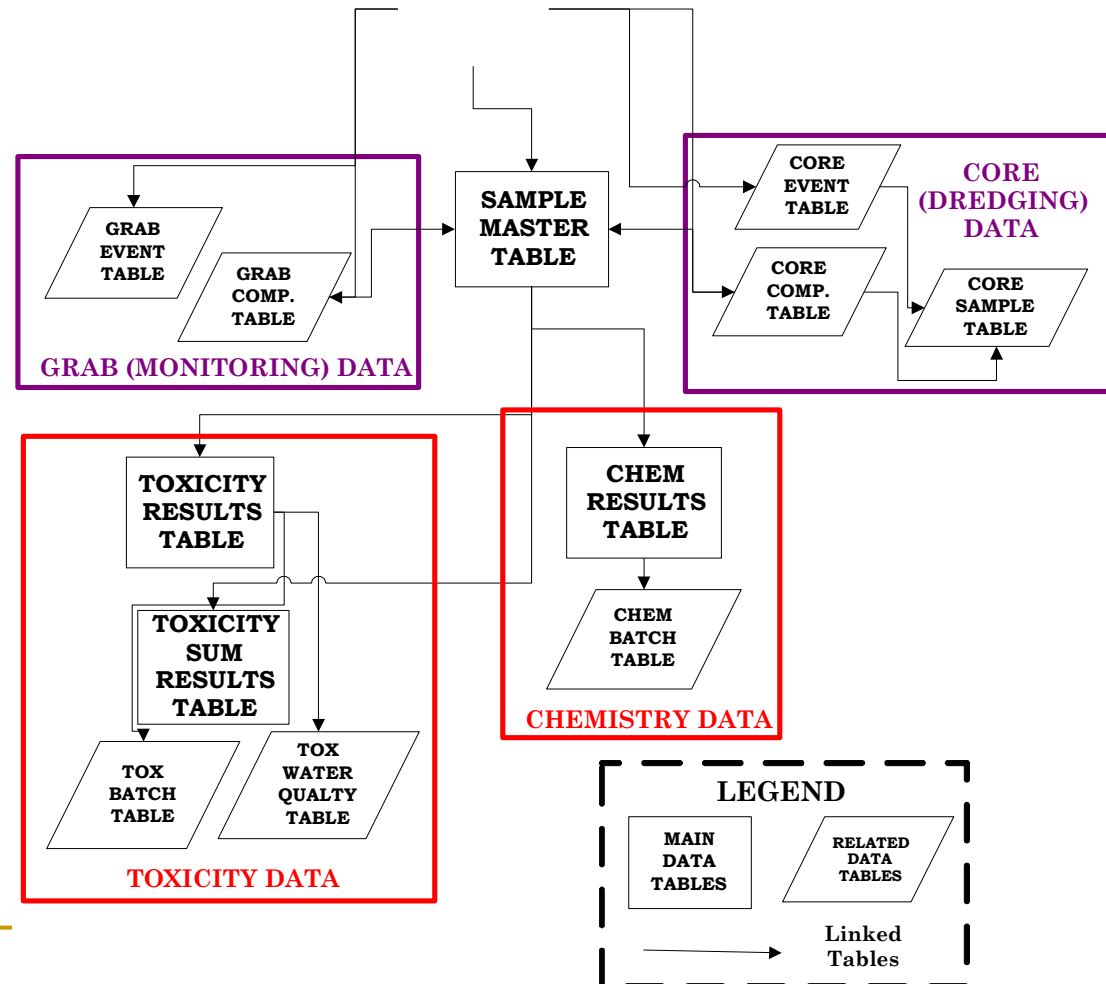 SAMPLE
MASTER
TABLE
GRAB
EVENT
TABLE
GRAB
COMP.
TABLE
GRAB (MONITORING) DATA
CORE
EVENT
TABLE
CORE
(DREDGING)
DATA
CORE
COMP.
TABLE
CORE
SAMPLE
TABLE
TOXICITY
RESULTS
TABLE
TOXICITY
SUM
RESULTS
TABLE
TOX
BATCH
TABLE
TOX
WATER
QUALTY
TABLE
TOXICITY DATA
CHEM
RESULTS
TABLE
CHEM
BATCH
TABLE
CHEMISTRY DATA
LEGEND
MAIN
DATA
TABLES
RELATED
DATA
TABLES
Linked
Tables